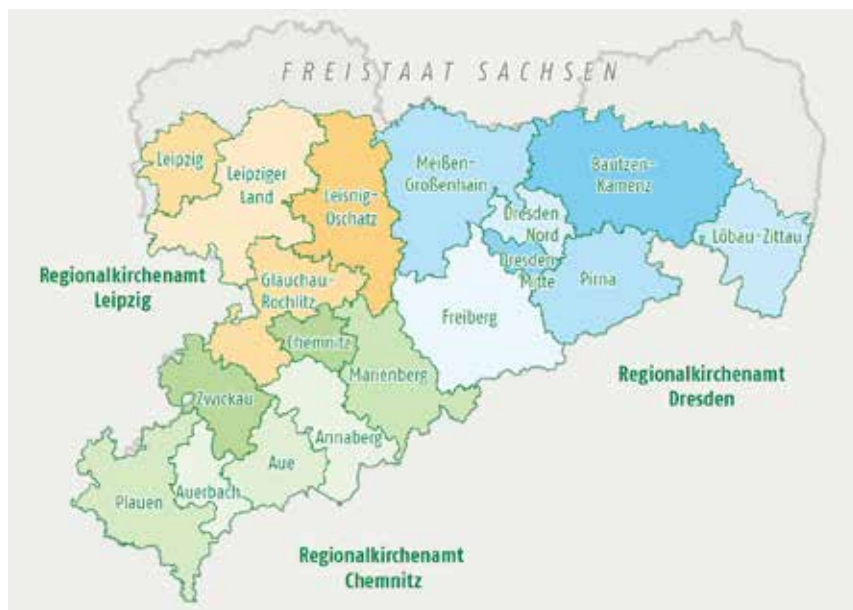 FREISTAAT SACHSEN
Leipzig
Leipziger
Land
Leisnig-
Oschatz
Meißen-
Großenhain
Bautzen-
Kamenz
Dresden
Nord
Löbau-Zittau
Dresden
Mitte
Pirna
Regionalkirchenamt
Leipzig
Glauchau-
Rochlitz
Freiberg
Chemnitz
Marienberg
Regionalkirchenamt
Dresden
Zwickau
Annaberg
Aue
Auerbach
Plauen
Regionalkirchenamt
Chemnitz